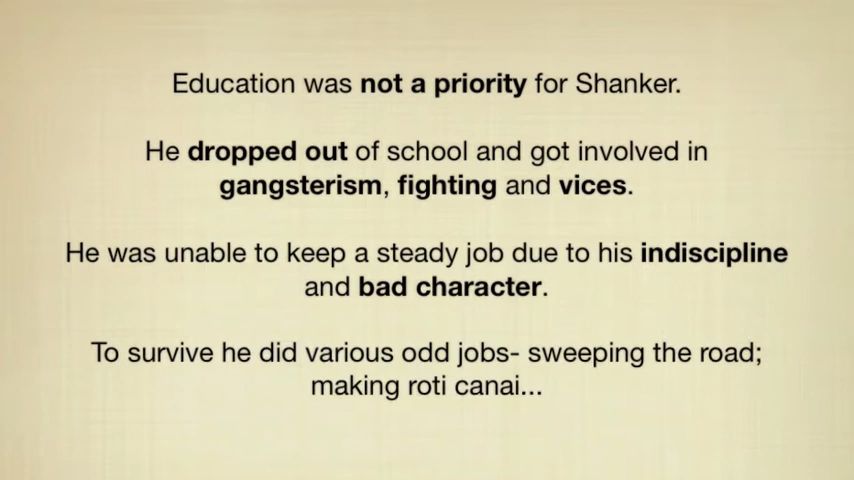 Education was not a priority for Shanker.
He dropped out of school and got involved in
gangsterism, fighting and vices.
He was unable to keep a steady job due to his indiscipline
and bad character.
To survive he did various odd jobs- sweeping the road;
making roti canai...